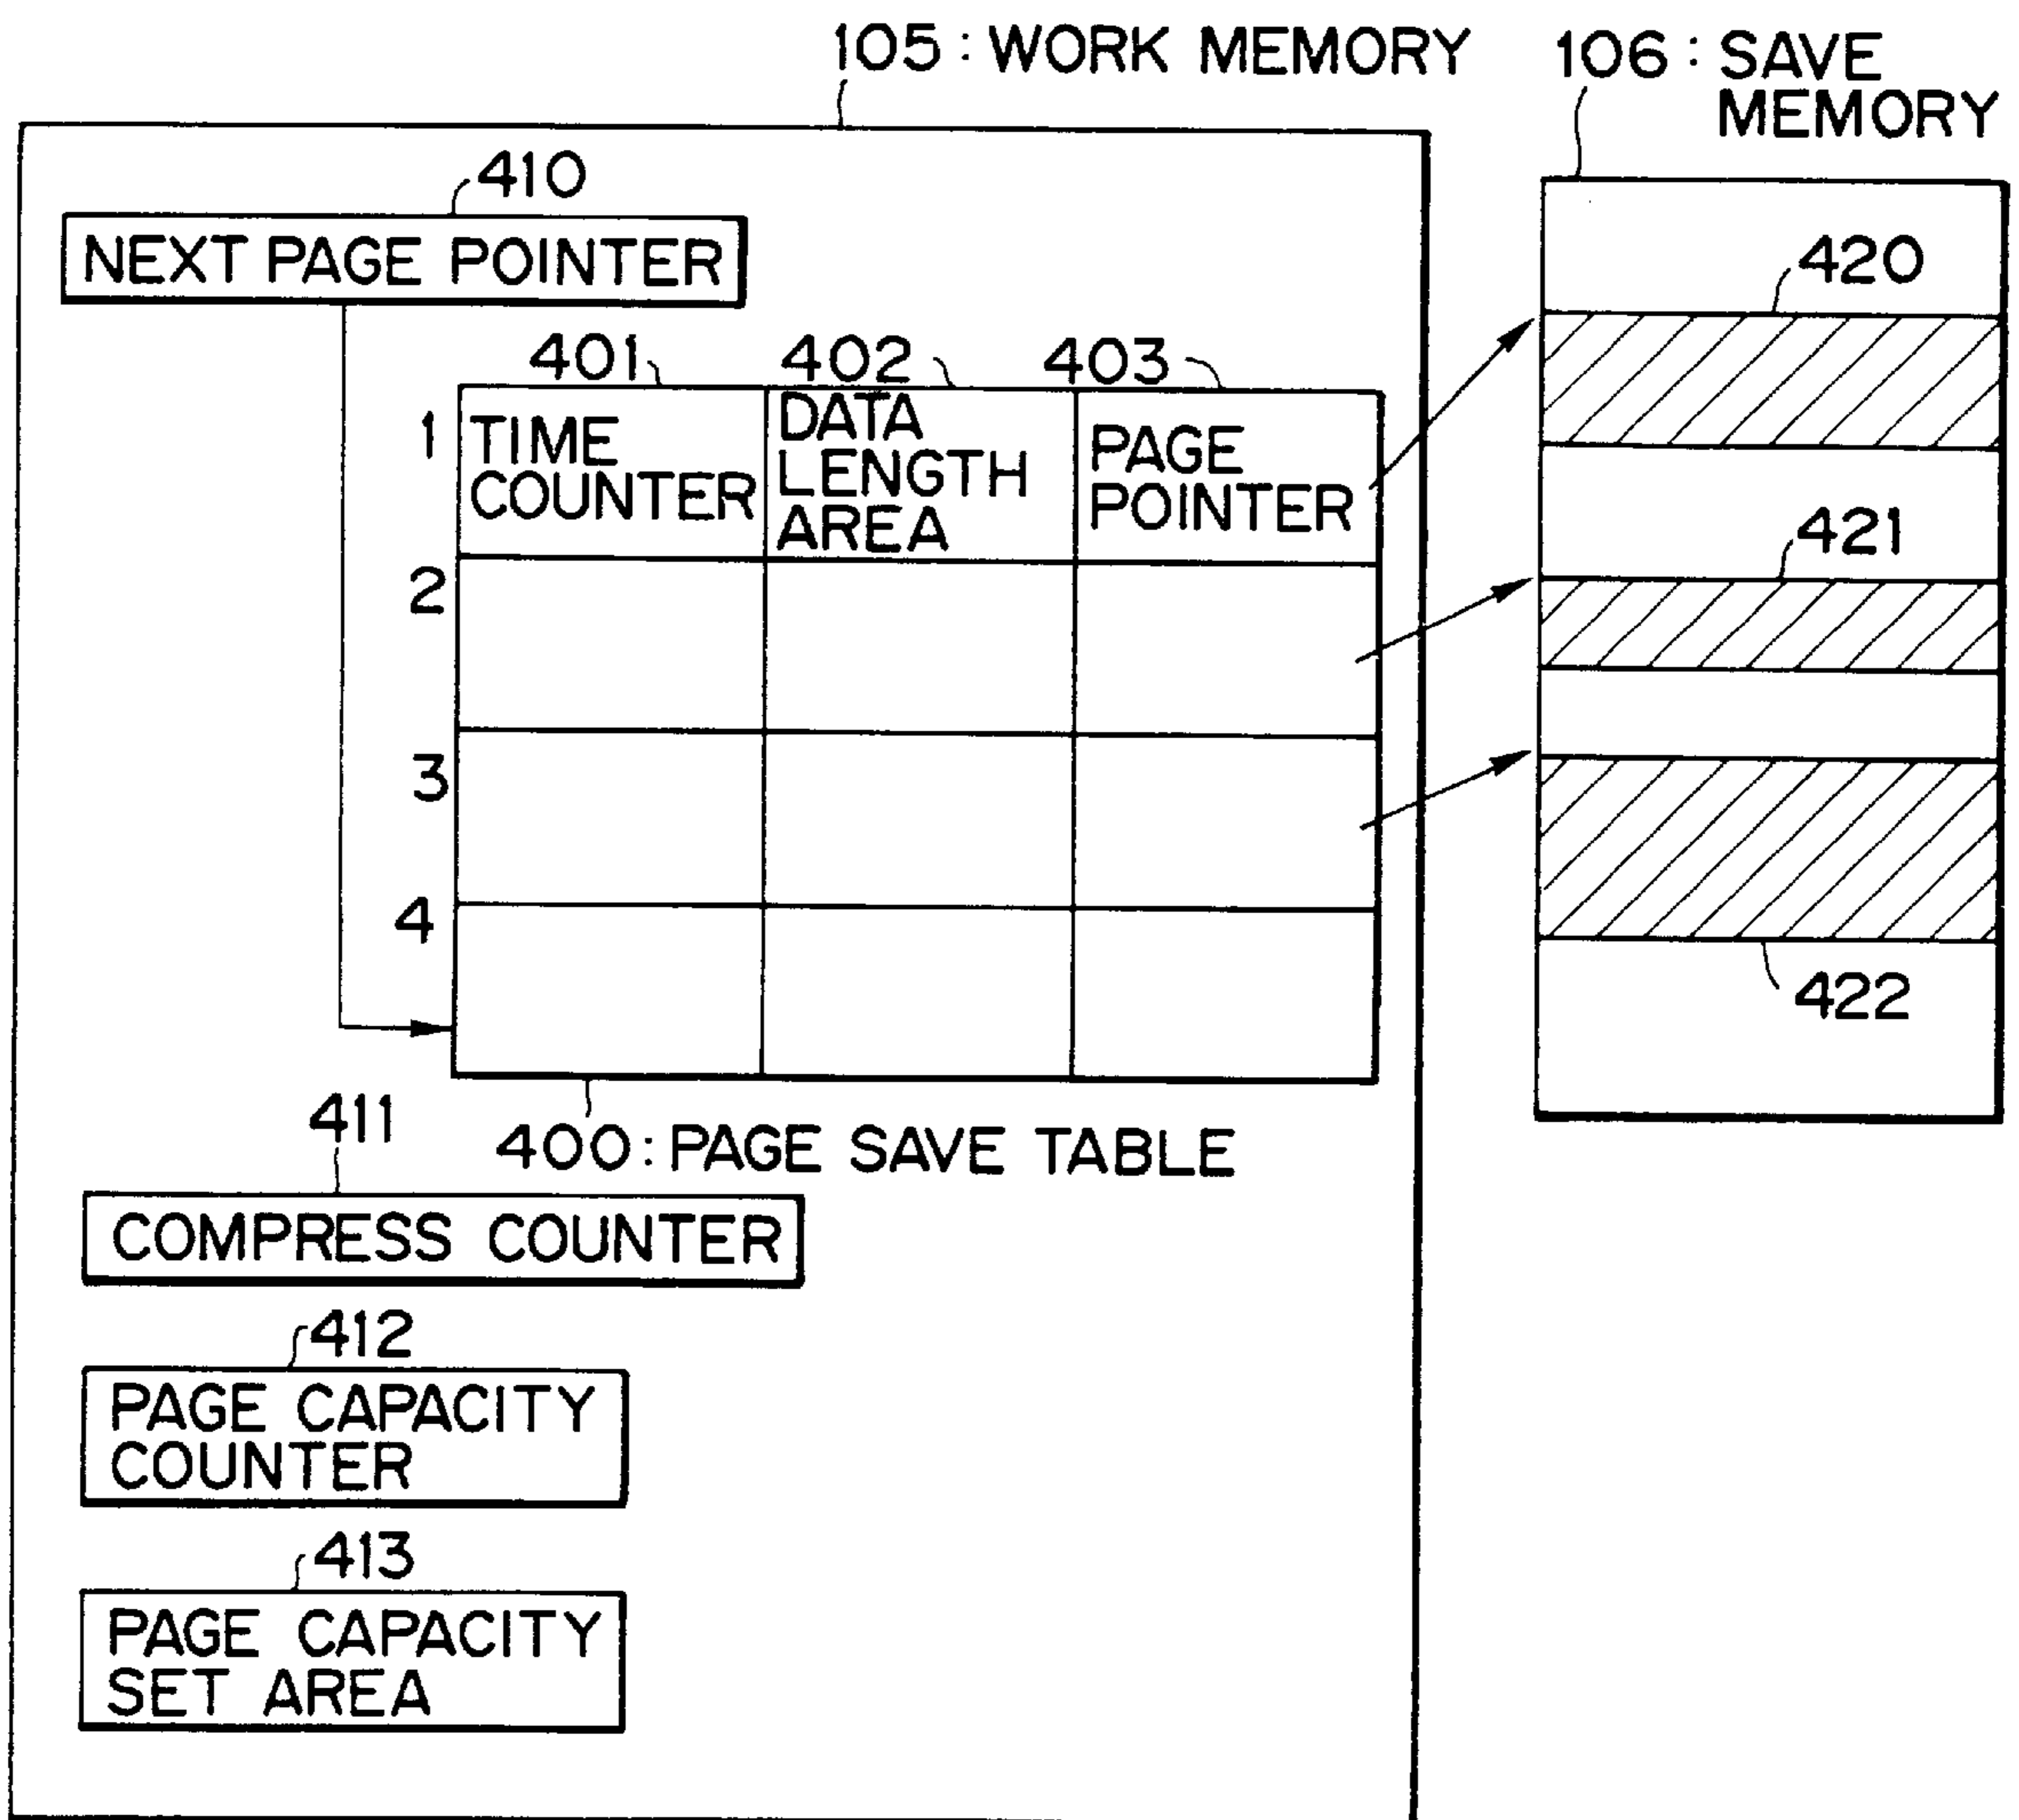 105 : WORK MEMORY
106 : SAVE
MEMORY
410
NEXT PAGE POINTER
420
401
402
403
1
TIME
COUNTER
DATA
LENGTH
AREA
PAGE
POINTER
421
2
3
4
422
411
400 : PAGE SAVE TABLE
COMPRESS COUNTER
412
PAGE CAPACITY
COUNTER
413
PAGE CAPACITY
SET AREA